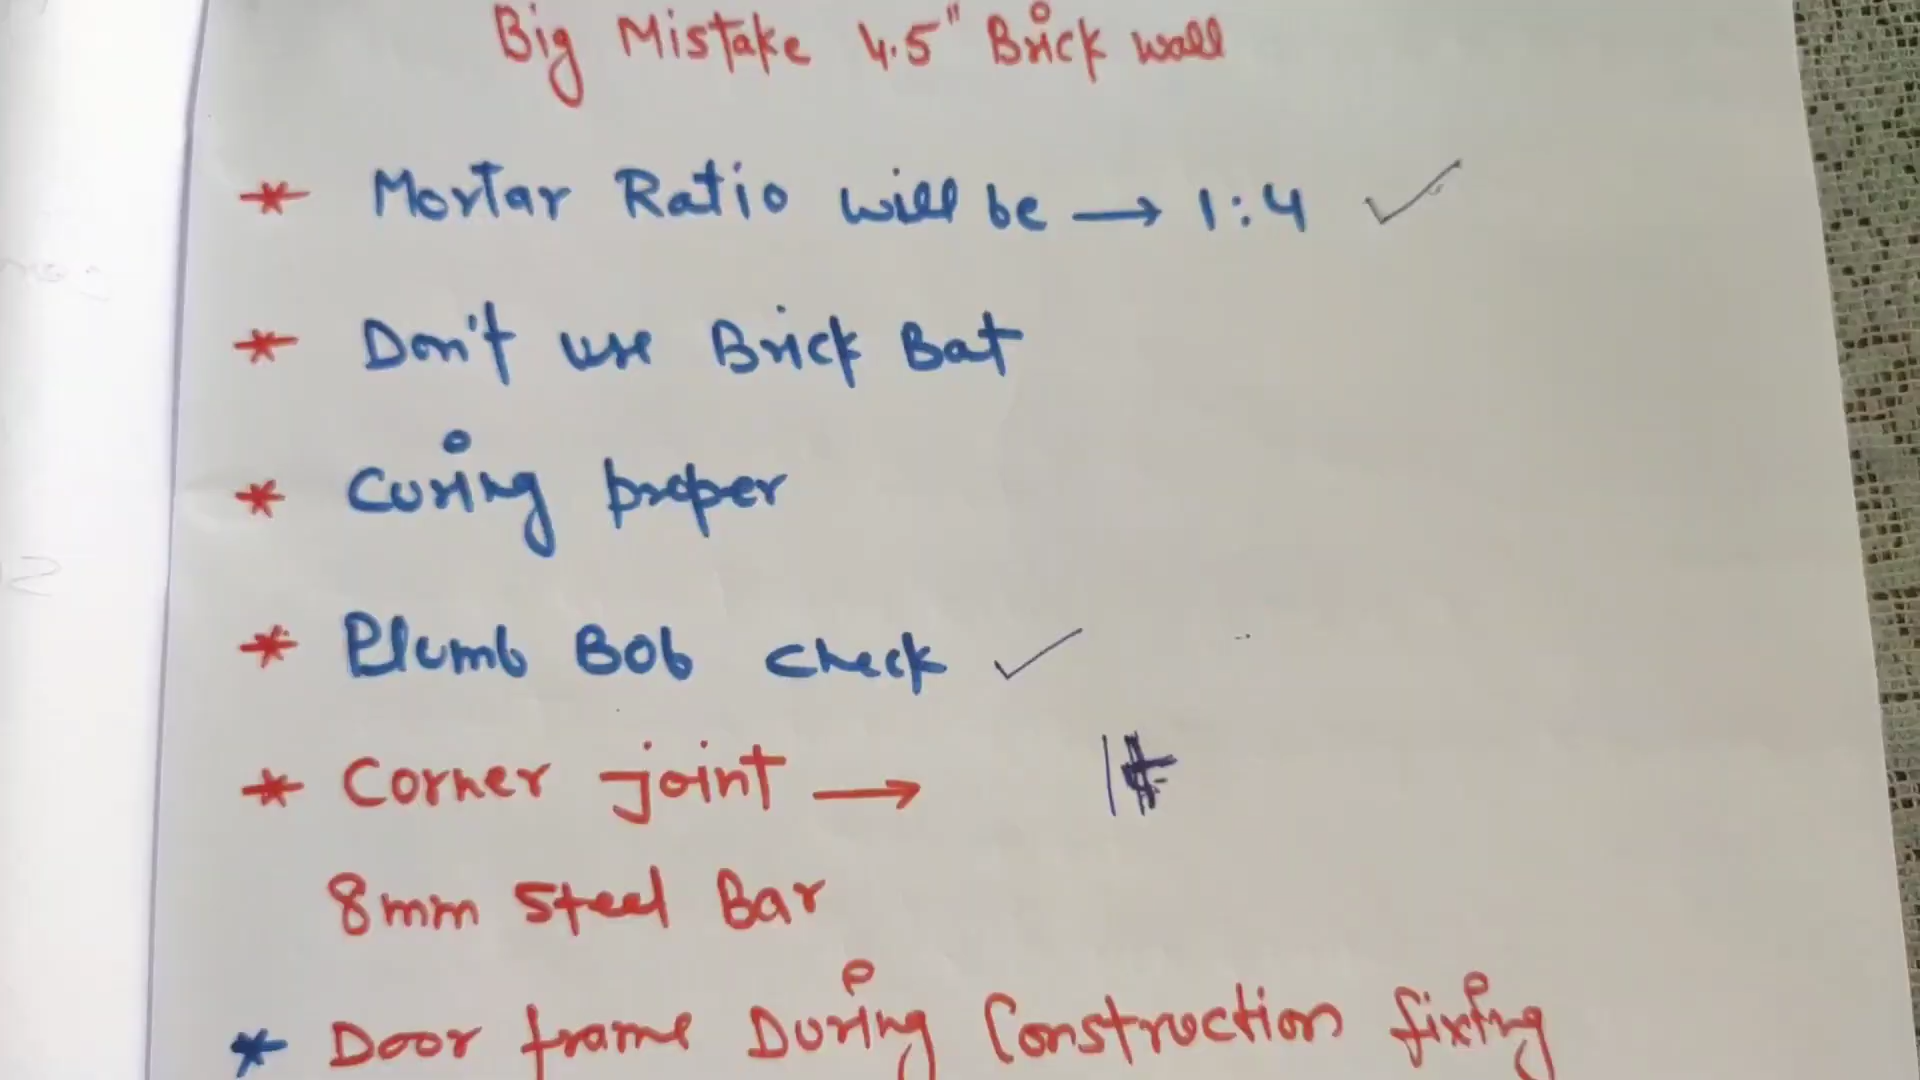 Big Mistake 4.5" Brick wall
* Mortar Ratio will be → 1:4 ✓
* Don't use Brick Bat
* Curing proper
* Plumb Bob check ✓
* Corner joint →
8mm Steel Bar
* Door frame During Construction fixing